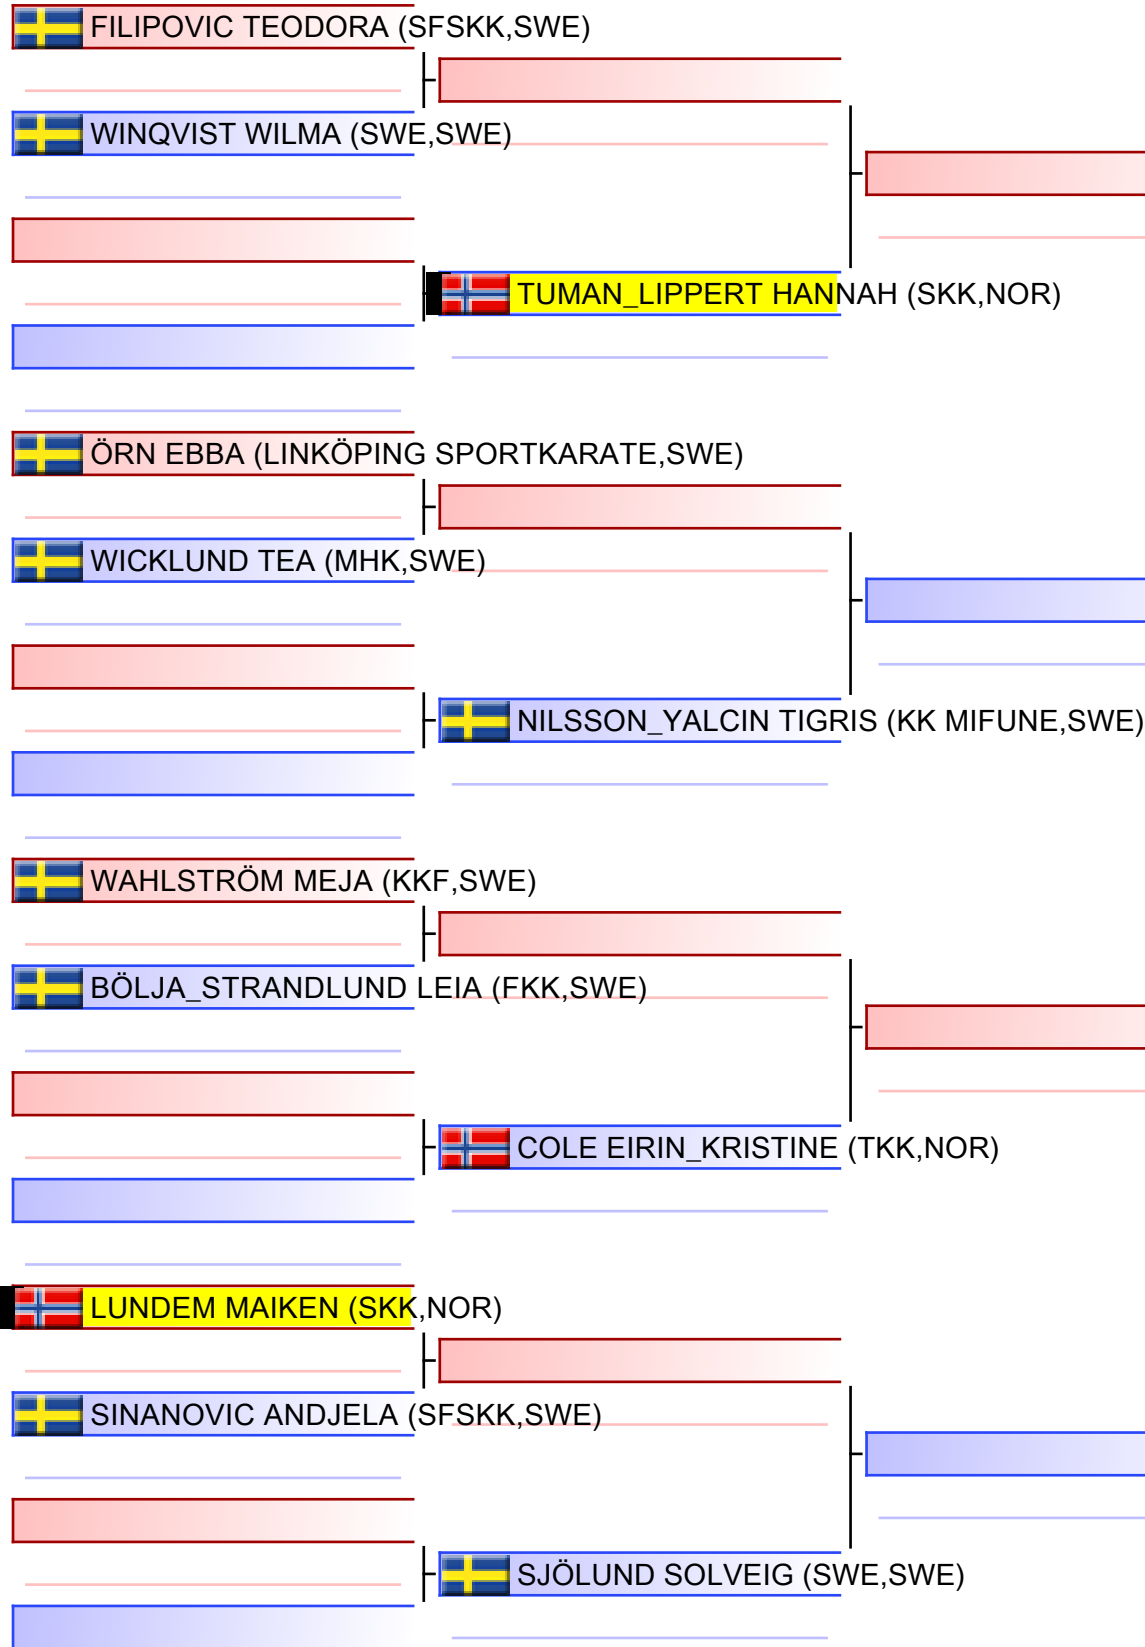 FILIPOVIC TEODORA (SFSKK,SWE)
WINQVIST WILMA (SWE,SWE)
TUMAN_LIPPERT HANNAH (SKK,NOR)
ÖRN EBBA (LINKÖPING SPORTKARATE,SWE)
WICKLUND TEA (MHK,SWE)
NILSSON_YALCIN TIGRIS (KK MIFUNE,SWE)
WAHLSTRÖM MEJA (KKF,SWE)
BÖLJA_STRANDLUND LEIA (FKK,SWE)
COLE EIRIN_KRISTINE (TKK,NOR)
LUNDEM MAIKEN (SKK,NOR)
SINANOVIC ANDJELA (SFSKK,SWE)
SJÖLUND SOLVEIG (SWE,SWE)